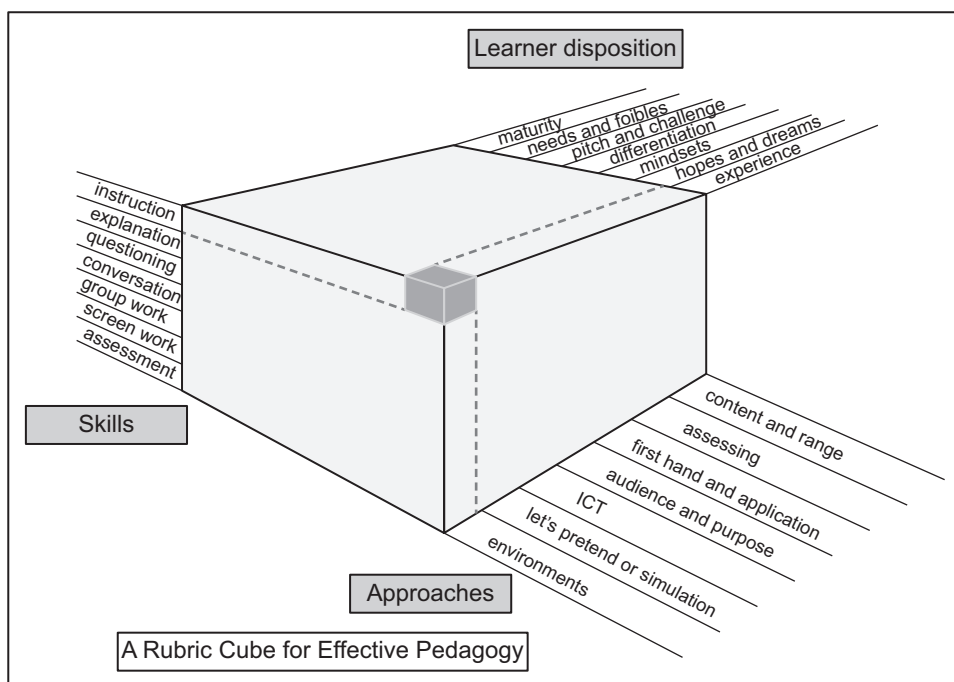 Learner disposition
maturity
needs and foibles
pitch and challenge
differentiation
mindsets
hopes and dreams
experience
instruction
explanation
questioning
conversation
group work
screen work
assessment
Skills
content and range
assessing
first hand and application
audience and purpose
ICT
let's pretend or simulation
environments
Approaches
A Rubric Cube for Effective Pedagogy